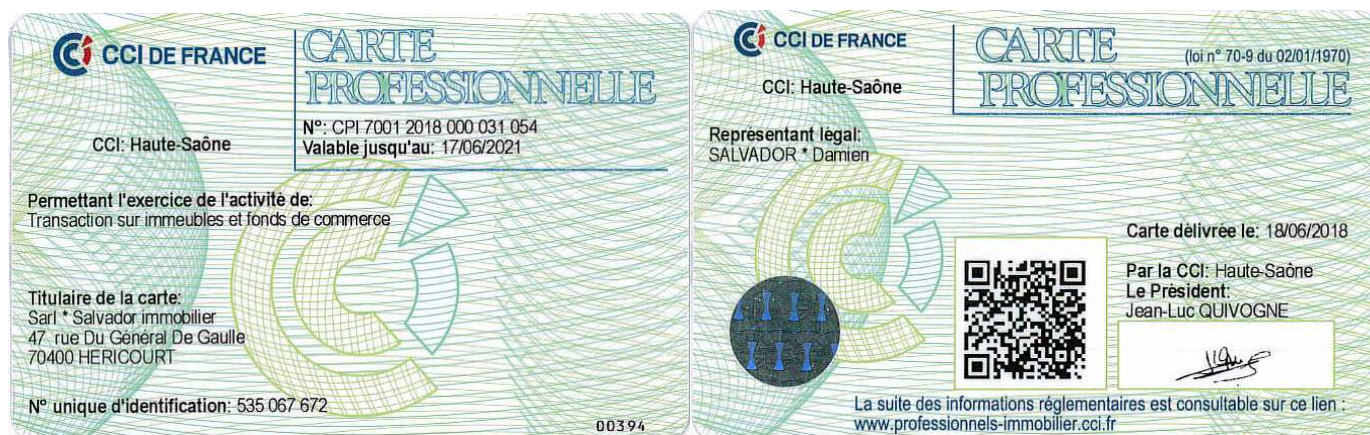 CCI DE FRANCE
CARTE
PROFESSIONNELLE
N°: CPI 7001 2018 000 031 054
Valable jusqu'au: 17/06/2021
CCI: Haute-Saône
Permettant l'exercice de l'activité de:
Transaction sur immeubles et fonds de commerce
Titulaire de la carte:
Sarl * Salvador immobilier
47 rue Du Général De Gaulle
70400 HERICOURT
N° unique d'identification: 535 067 672
00394
CCI DE FRANCE
CCI: Haute-Saône
CARTE
(loi n° 70-9 du 02/01/1970)
PROFESSIONNELLE
Représentant légal:
SALVADOR * Damien
Carte délivrée le: 18/06/2018
Par la CCI: Haute-Saône
Le Président:
Jean-Luc QUIVOGNE
La suite des informations réglementaires est consultable sur ce lien :
www.professionnels-immobilier.cci.fr